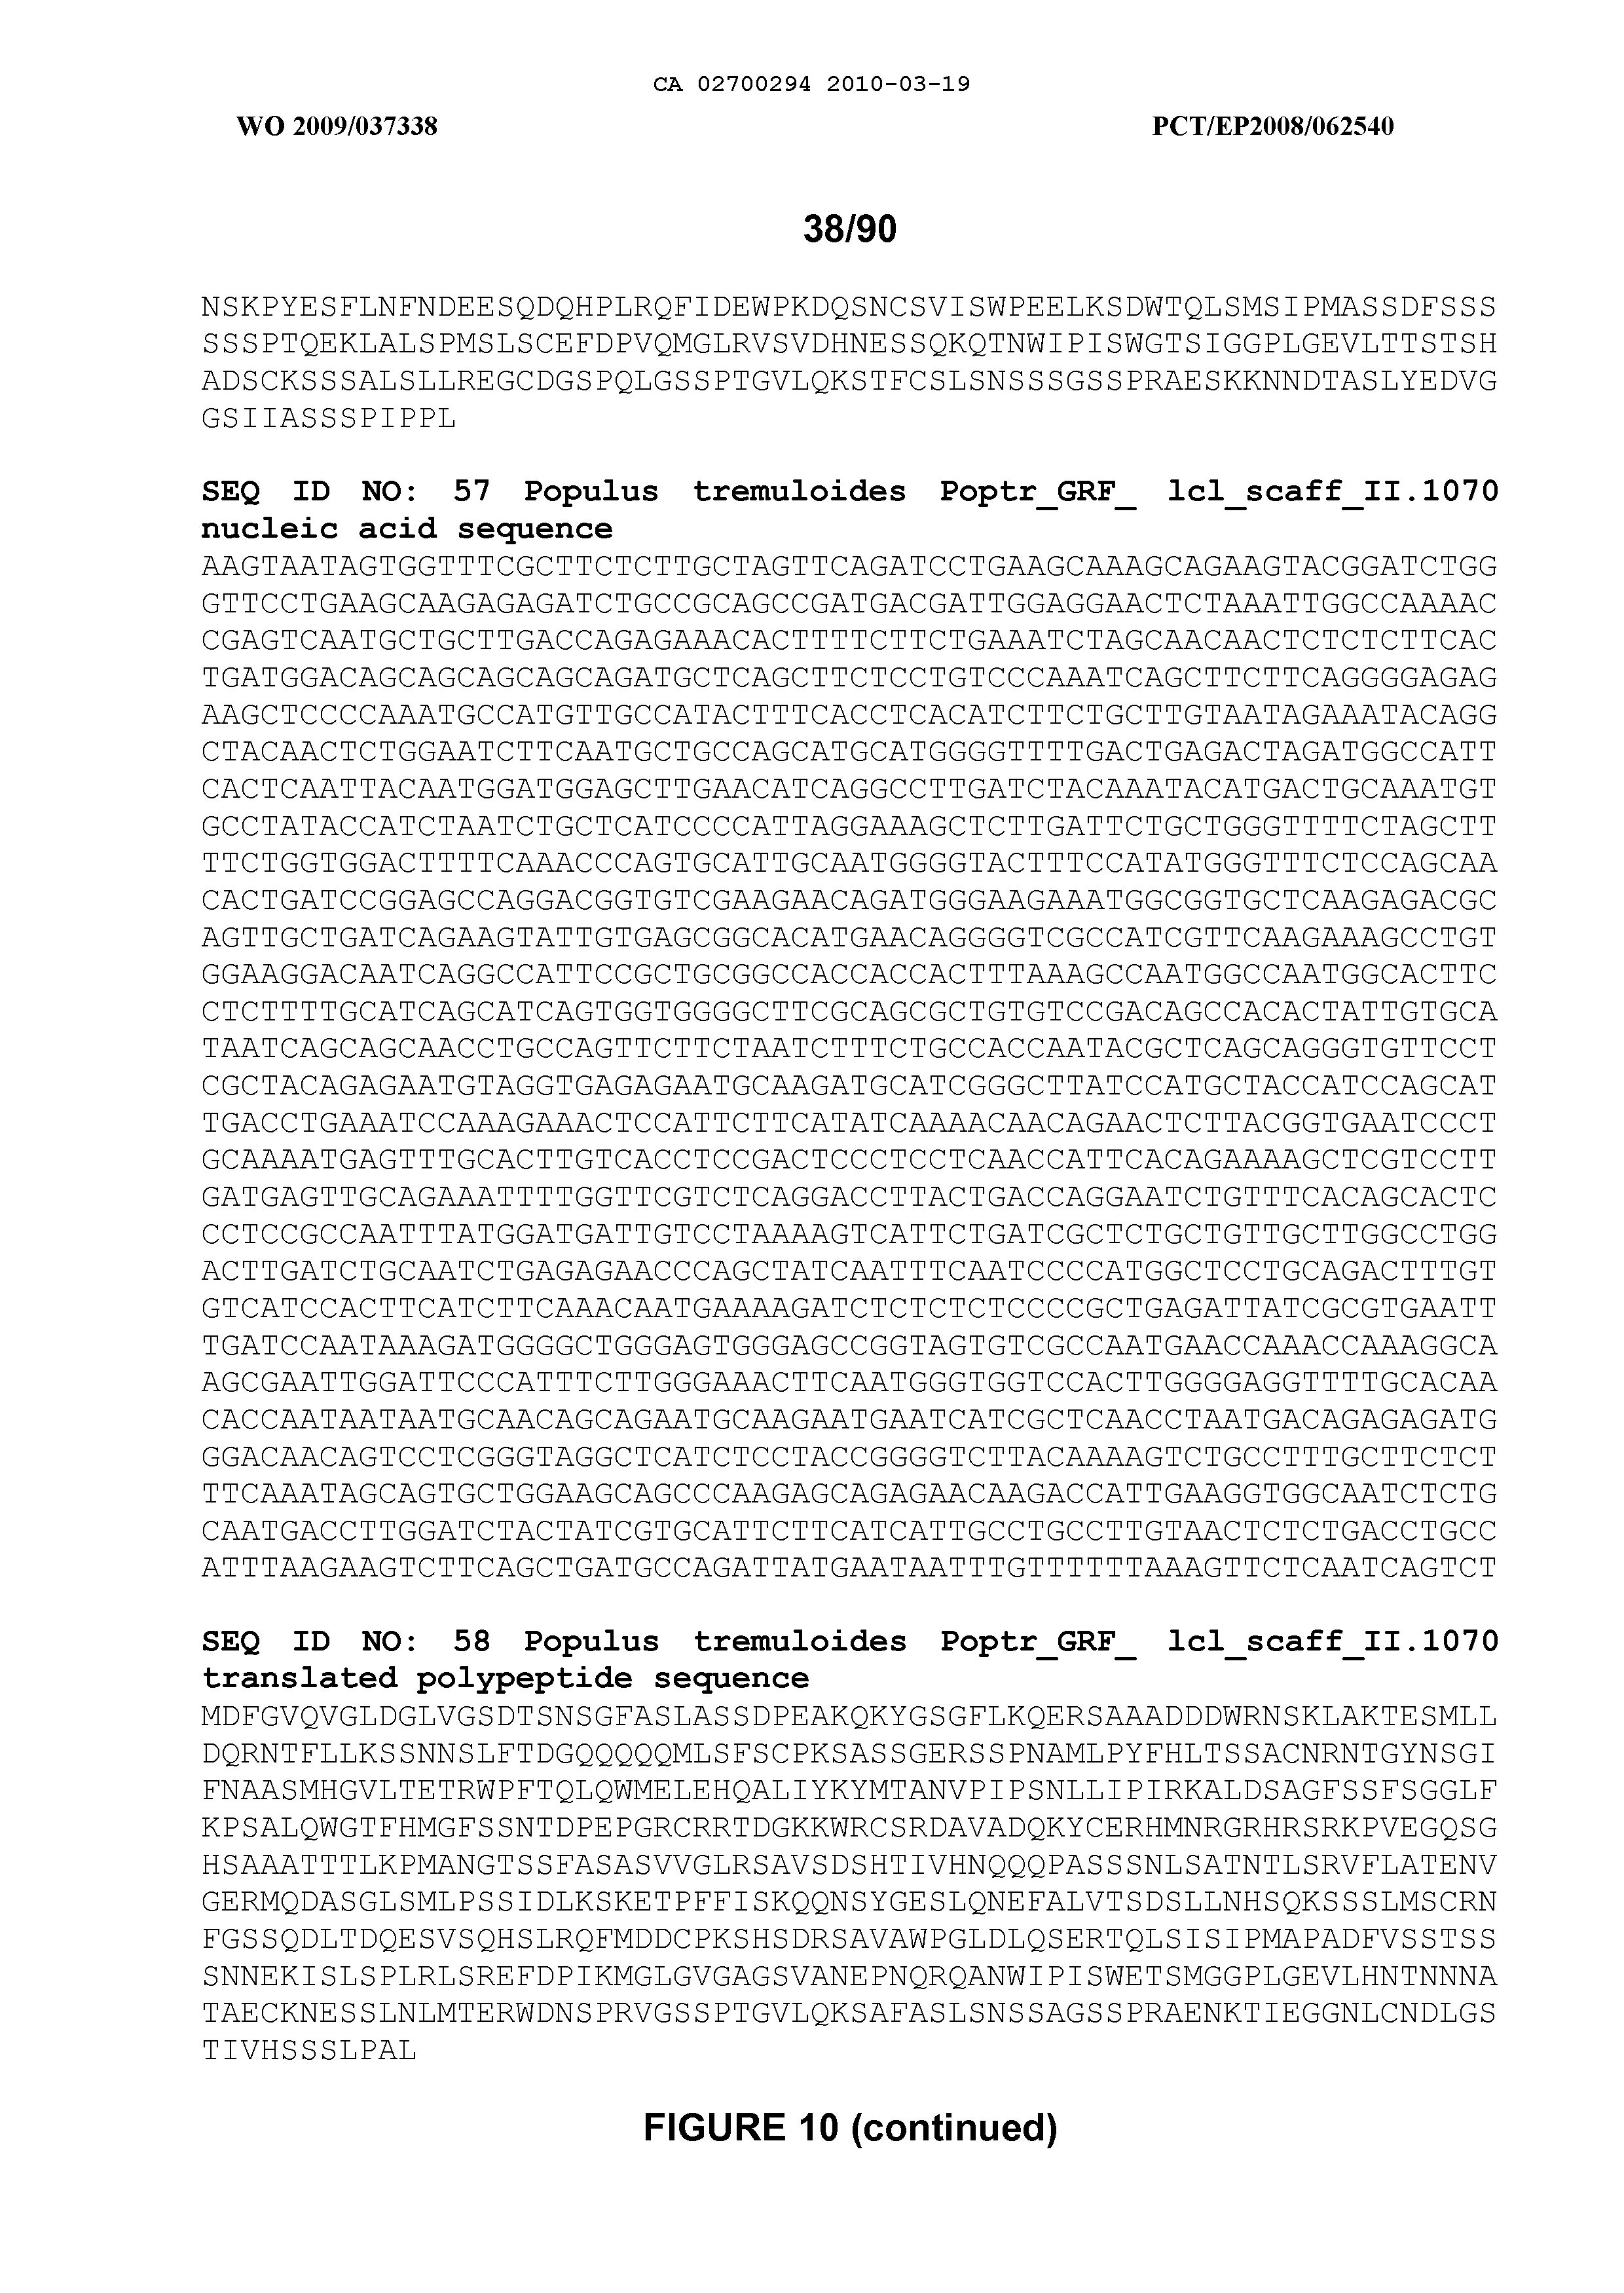 CA 02700294 2010-03-19
WO 2009/037338 PCT/EP2008/062540
38/90
NSKPYESFLNFNDEESQDQHPLRQFIDEWPKDQSNCSVISWPEELKSDWTQLSMSIPMASSDFSSS
SSSPTQEKLALSPMSLSCEFDPVQMGLRVSVDHNESSQKQTNWIPISWGTSIGGPLGEVLTTSTSH
ADSCKSSSALSLLREGCDGSPQLGSSPTGVLQKSTFCSLSNSSSGSSPRAESKKNNDTASLYEDVG
GSIIASSSPIPPL
SEQ ID NO: 57 Populus tremuloides Poptr_GRF_ lcl_scaff_II.1070
nucleic acid sequence
AAGTAATAGTGGTTTCGCTTCTCTTGCTAGTTCAGATCCTGAAGCAAAGCAGAAGTACGGATCTGG
GTTCCTGAAGCAAGAGAGATCTGCCGCAGCCGATGACGATTGGAGGAACTCTAAATTGGCCAAAAC
CGAGTCAATGCTGCTTGACCAGAGAAACACTTTTCTTCTGAAATCTAGCAACAACTCTCTCTTCAC
TGATGGACAGCAGCAGCAGCAGATGCTCAGCTTCTCCTGTCCCAAATCAGCTTCTTCAGGGGAGAG
AAGCTCCCCAAATGCCATGTTGCCATACTTTCACCTCACATCTTCTGCTTGTAATAGAAATACAGG
CTACAACTCTGGAATCTTCAATGCTGCCAGCATGCATGGGGTTTTGACTGAGACTAGATGGCCATT
CACTCAATTACAATGGATGGAGCTTGAACATCAGGCCTTGATCTACAAATACATGACTGCAAATGT
GCCTATACCATCTAATCTGCTCATCCCCATTAGGAAAGCTCTTGATTCTGCTGGGTTTTCTAGCTT
TTCTGGTGGACTTTTCAAACCCAGTGCATTGCAATGGGGTACTTTCCATATGGGTTTCTCCAGCAA
CACTGATCCGGAGCCAGGACGGTGTCGAAGAACAGATGGGAAGAAATGGCGGTGCTCAAGAGACGC
AGTTGCTGATCAGAAGTATTGTGAGCGGCACATGAACAGGGGTCGCCATCGTTCAAGAAAGCCTGT
GGAAGGACAATCAGGCCATTCCGCTGCGGCCACCACCACTTTAAAGCCAATGGCCAATGGCACTTC
CTCTTTTGCATCAGCATCAGTGGTGGGGCTTCGCAGCGCTGTGTCCGACAGCCACACTATTGTGCA
TAATCAGCAGCAACCTGCCAGTTCTTCTAATCTTTCTGCCACCAATACGCTCAGCAGGGTGTTCCT
CGCTACAGAGAATGTAGGTGAGAGAATGCAAGATGCATCGGGCTTATCCATGCTACCATCCAGCAT
TGACCTGAAATCCAAAGAAACTCCATTCTTCATATCAAAACAACAGAACTCTTACGGTGAATCCCT
GCAAAATGAGTTTGCACTTGTCACCTCCGACTCCCTCCTCAACCATTCACAGAAAAGCTCGTCCTT
GATGAGTTGCAGAAATTTTGGTTCGTCTCAGGACCTTACTGACCAGGAATCTGTTTCACAGCACTC
CCTCCGCCAATTTATGGATGATTGTCCTAAAAGTCATTCTGATCGCTCTGCTGTTGCTTGGCCTGG
ACTTGATCTGCAATCTGAGAGAACCCAGCTATCAATTTCAATCCCCATGGCTCCTGCAGACTTTGT
GTCATCCACTTCATCTTCAAACAATGAAAAGATCTCTCTCTCCCCGCTGAGATTATCGCGTGAATT
TGATCCAATAAAGATGGGGCTGGGAGTGGGAGCCGGTAGTGTCGCCAATGAACCAAACCAAAGGCA
AGCGAATTGGATTCCCATTTCTTGGGAAACTTCAATGGGTGGTCCACTTGGGGAGGTTTTGCACAA
CACCAATAATAATGCAACAGCAGAATGCAAGAATGAATCATCGCTCAACCTAATGACAGAGAGATG
GGACAACAGTCCTCGGGTAGGCTCATCTCCTACCGGGGTCTTACAAAAGTCTGCCTTTGCTTCTCT
TTCAAATAGCAGTGCTGGAAGCAGCCCAAGAGCAGAGAACAAGACCATTGAAGGTGGCAATCTCTG
CAATGACCTTGGATCTACTATCGTGCATTCTTCATCATTGCCTGCCTTGTAACTCTCTGACCTGCC
ATTTAAGAAGTCTTCAGCTGATGCCAGATTATGAATAATTTGTTTTTTAAAGTTCTCAATCAGTCT
SEQ ID NO: 58 Populus tremuloides Poptr_GRF_ lcl_scaff_II.1070
translated polypeptide sequence
MDFGVQVGLDGLVGSDTSNSGFASLASSDPEAKQKYGSGFLKQERSAAADDDWRNSKLAKTESMLL
DQRNTFLLKSSNNSLFTDGQQQQQMLSFSCPKSASSGERSSPNAMLPYFHLTSSACNRNTGYNSGI
FNAASMHGVLTETRWPFTQLQWMELEHQALIYKYMTANVPIPSNLLIPIRKALDSAGFSSFSGGLF
KPSALQWGTFHMGFSSNTDPEPGRCRRTDGKKWRCSRDAVADQKYCERHMNRGRHRSRKPVEGQSG
HSAAATTTLKPMANGTSSFASASVVGLRSAVSDSHTIVHNQQQPASSSNLSATNTLSRVFLATENV
GERMQDASGLSMLPSSIDLKSKETPFFISKQQNSYGESLQNEFALVTSDSLLNHSQKSSSLMSCRN
FGSSQDLTDQESVSQHSLRQFMDDCPKSHSDRSAVAWPGLDLQSERTQLSISIPMAPADFVSSTSS
SNNEKISLSPLRLSREFDPIKMGLGVGAGSVANEPNQRQANWIPISWETSMGGPLGEVLHNTNNNA
TAECKNESSLNLMTERWDNSPRVGSSPTGVLQKSAFASLSNSSAGSSPRAENKTIEGGNLCNDLGS
TIVHSSSLPAL
FIGURE 10 (continued)